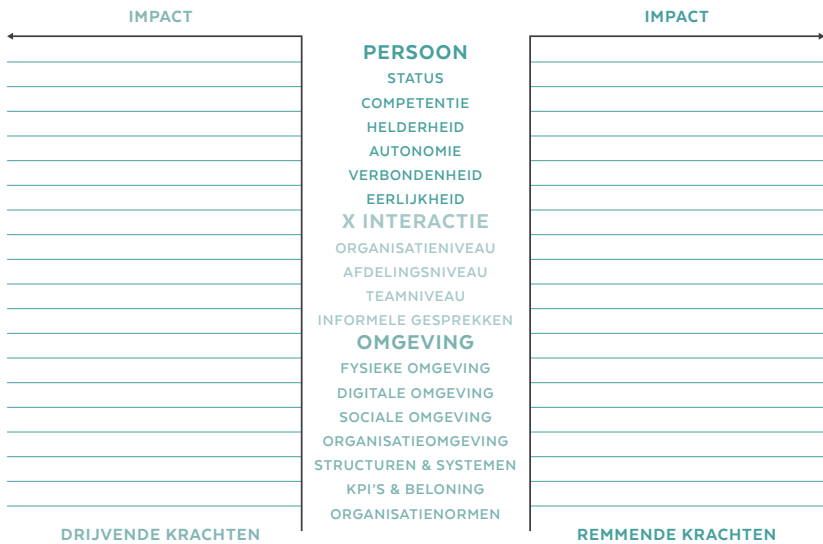 IMPACT
IMPACT
PERSOON
STATUS
COMPETENTIE
HELDERHEID
AUTONOMIE
VERBONDENHEID
EERLIJKHEID
X INTERACTIE
ORGANISATIENIVEAU
AFDELINGSNIVEAU
TEAMNIVEAU
INFORMELE GESPREKKEN
OMGEVING
FYSIEKE OMGEVING
DIGITALE OMGEVING
SOCIALE OMGEVING
ORGANISATIEOMGEVING
STRUCTUREN & SYSTEMEN
KPI'S & BELONING
ORGANISATIENORMEN
DRIJVENDE KRACHTEN
REMMENDE KRACHTEN